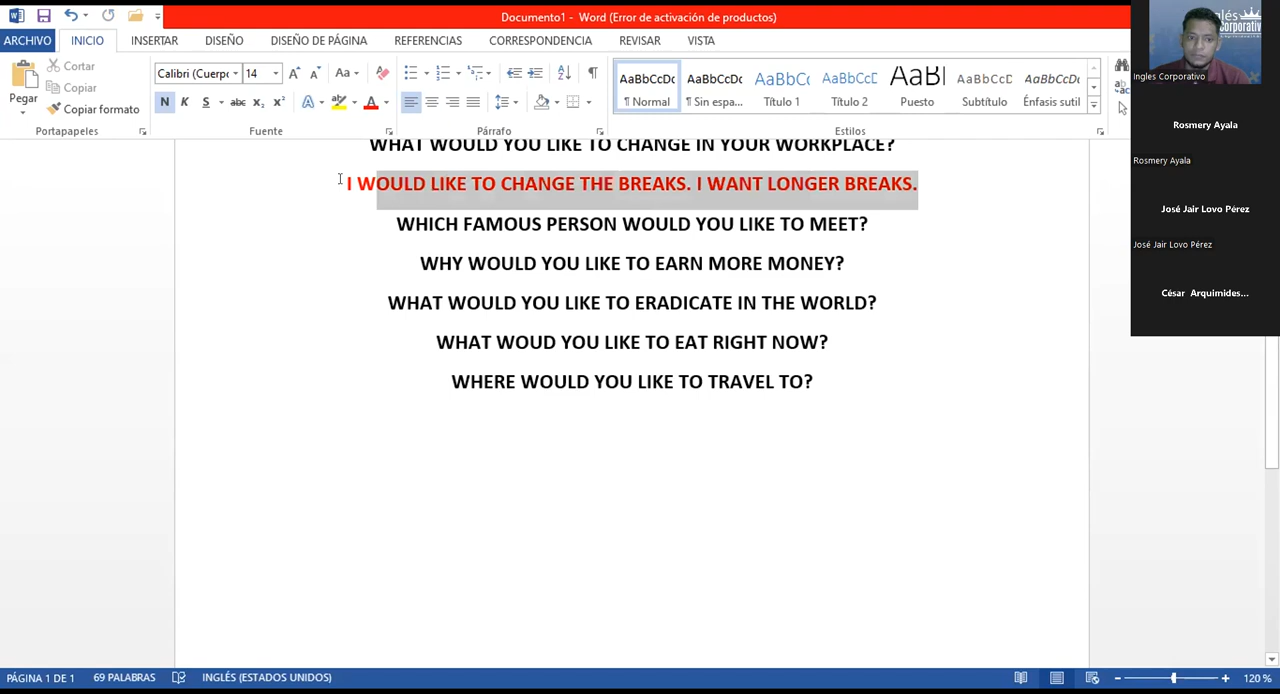 Documento1 - Word (Error de activación de productos)
ARCHIVO INICIO INSERTAR DISEÑO DISEÑO DE PÁGINA REFERENCIAS CORRESPONDENCIA REVISAR VISTA
Pegar
Cortar
Copiar
Copiar formato
Portapapeles
Calibri (Cuerpo 14
Aa
N K S abc x₂ x²
A A
Fuente
Párrafo
AaBbCcDc AaBbCcDc AaBbCc AaBbCcD AaBl AaBbCcD AaBbCcDc
¶ Normal ¶ Sin espa... Título 1 Título 2 Puesto Subtítulo Énfasis sutil
Estilos
Ingles Corporativo
Rosmery Ayala
Rosmery Ayala
José Jair Lovo Pérez
José Jair Lovo Pérez
César Arquimides...
WHAT WOULD YOU LIKE TO CHANGE IN YOUR WORKPLACE?
I WOULD LIKE TO CHANGE THE BREAKS. I WANT LONGER BREAKS.
WHICH FAMOUS PERSON WOULD YOU LIKE TO MEET?
WHY WOULD YOU LIKE TO EARN MORE MONEY?
WHAT WOULD YOU LIKE TO ERADICATE IN THE WORLD?
WHAT WOUD YOU LIKE TO EAT RIGHT NOW?
WHERE WOULD YOU LIKE TO TRAVEL TO?
PÁGINA 1 DE 1 69 PALABRAS INGLÉS (ESTADOS UNIDOS) 120 %